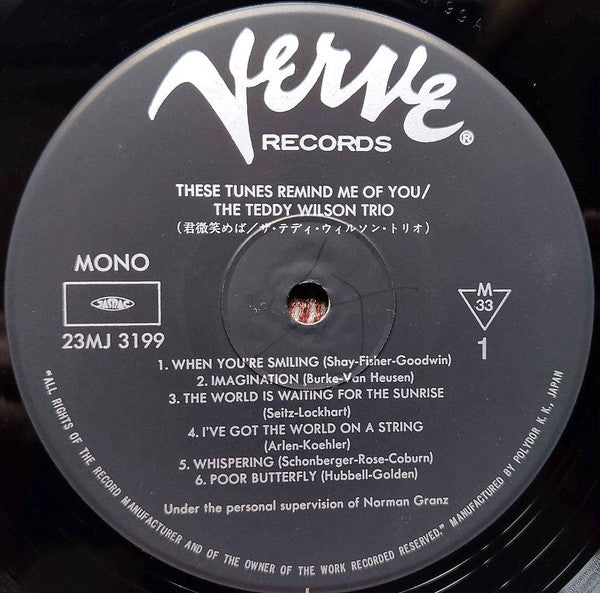 Verve®
RECORDS
THESE TUNES REMIND ME OF YOU/
THE TEDDY WILSON TRIO
(君微笑めば/ザ・テディ・ウィルソン・トリオ)
MONO
JASRAC
23MJ 3199
M
33
1
1. WHEN YOU'RE SMILING (Shay-Fisher-Goodwin)
2. IMAGINATION (Burke-Van Heusen)
3. THE WORLD IS WAITING FOR THE SUNRISE
(Seitz-Lockhart)
4. I'VE GOT THE WORLD ON A STRING
(Arlen-Koehler)
5. WHISPERING (Schonberger-Rose-Coburn)
6. POOR BUTTERFLY (Hubbell-Golden)
Under the personal supervision of Norman Granz
"ALL RIGHTS OF THE RECORD MANUFACTURER AND OF THE OWNER OF THE WORK RECORDED RESERVED." MANUFACTURED BY POLYDOR K. K., JAPAN